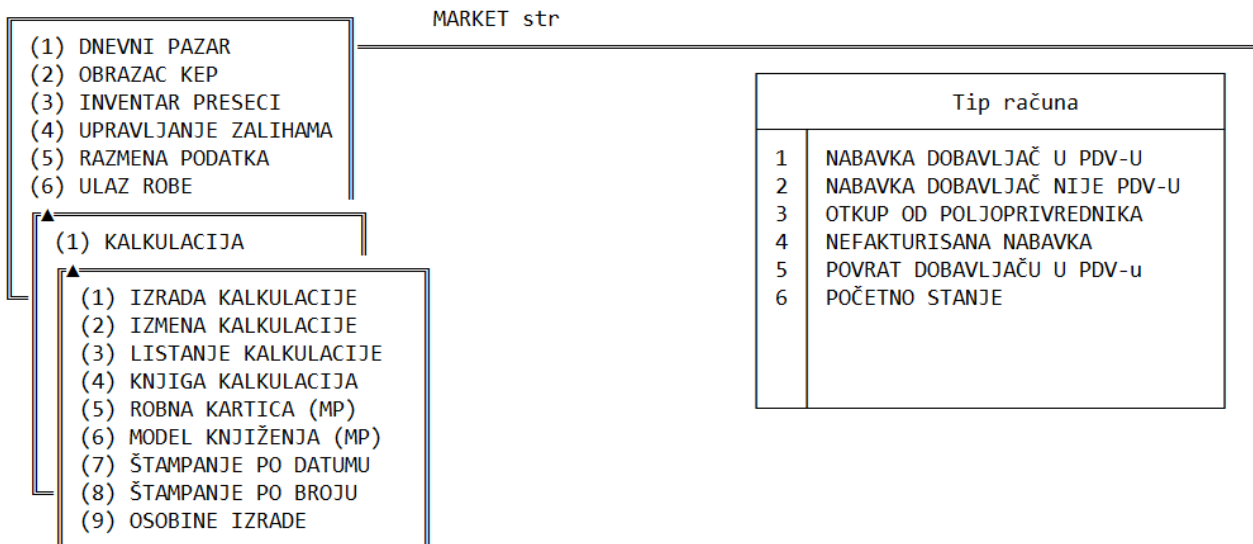 MARKET str
(1) DNEVNI PAZAR
(2) OBRAZAC KEP
(3) INVENTAR PRESECI
(4) UPRAVLJANJE ZALIHAMA
(5) RAZMENA PODATKA
(6) ULAZ ROBE
(1) KALKULACIJA
(1) IZRADA KALKULACIJE
(2) IZMENA KALKULACIJE
(3) LISTANJE KALKULACIJE
(4) KNJIGA KALKULACIJA
(5) ROBNA KARTICA (MP)
(6) MODEL KNJIŽENJA (MP)
(7) ŠTAMPANJE PO DATUMU
(8) ŠTAMPANJE PO BROJU
(9) OSOBINE IZRADE
Tip računa
1 NABAVKA DOBAVLJAČ U PDV-U
2 NABAVKA DOBAVLJAČ NIJE PDV-U
3 OTKUP OD POLJOPRIVREDNIKA
4 NEFAKTURISANA NABAVKA
5 POVRAT DOBAVLJAČU U PDV-u
6 POČETNO STANJE